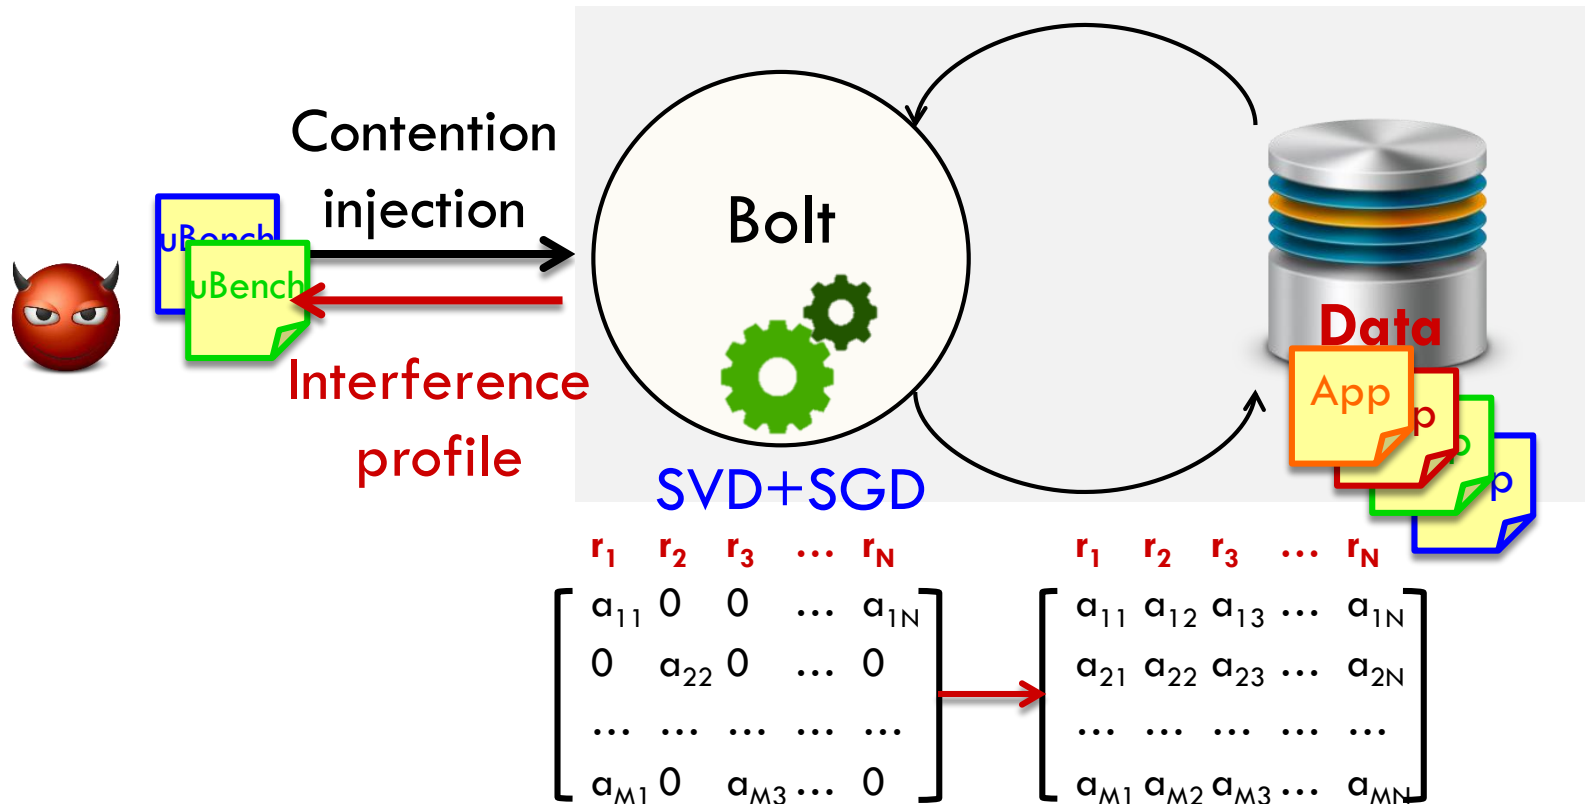 Contention
injection
Bolt
uBench
uBench
Interference
profile
Data
App
p
p
p
SVD+SGD
r1 r2 r3 ... rN
a11 0 0 ... a1N
0 a22 0 ... 0
... ... ... ... ...
aM1 0 aM3 ... 0
r1 r2 r3 ... rN
a11 a12 a13 ... a1N
a21 a22 a23 ... a2N
... ... ... ... ...
aM1 aM2 aM3 ... aMN